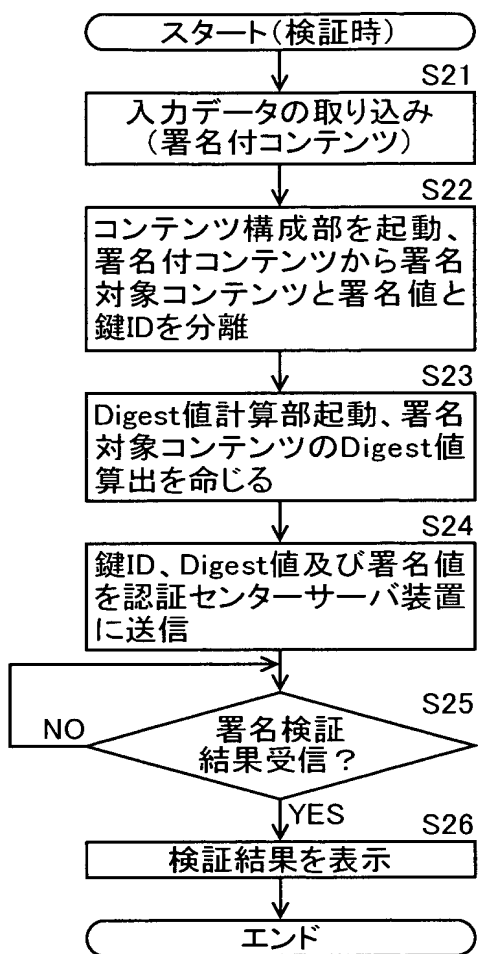 スタート(検証時)
S21
入力データの取り込み
(署名付コンテンツ)
S22
コンテンツ構成部を起動、
署名付コンテンツから署名
対象コンテンツと署名値と
鍵IDを分離
S23
Digest値計算部起動、署名
対象コンテンツのDigest値
算出を命じる
S24
鍵ID、Digest値及び署名値
を認証センターサーバ装置
に送信
S25
署名検証
結果受信？
NO
YES
S26
検証結果を表示
エンド